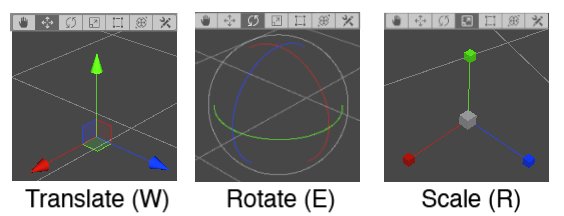 Translate (W)
Rotate (E)
Scale (R)